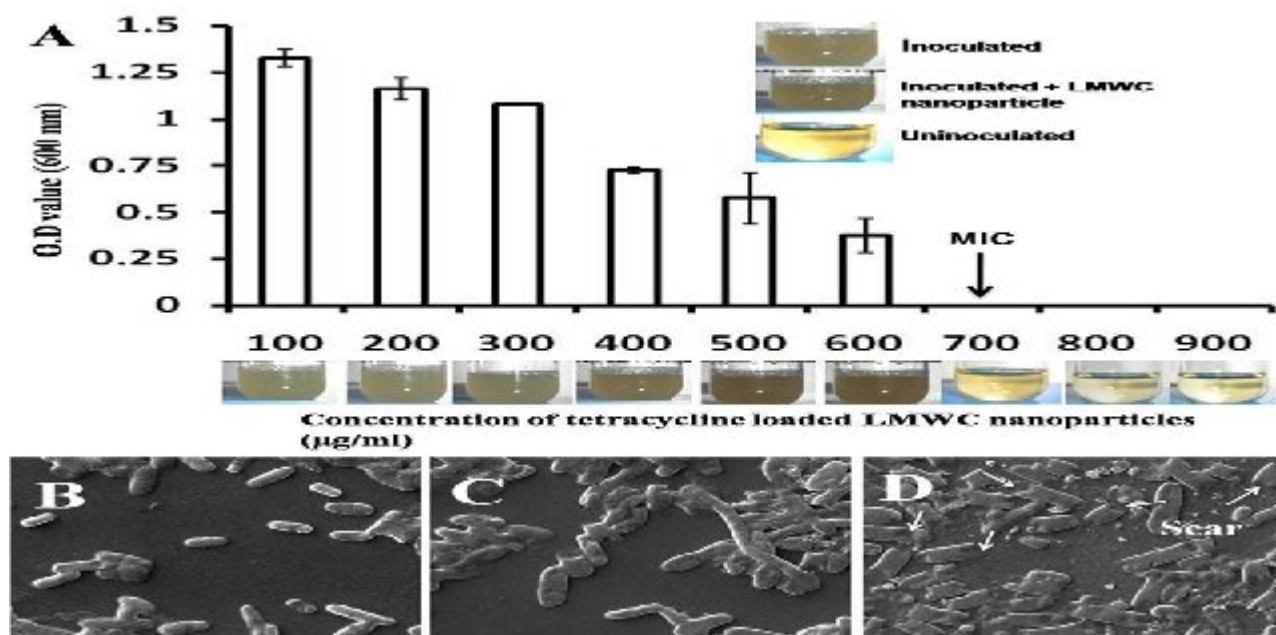 A
1.5
1.25
1
0.75
0.5
0.25
0
O.D value (600 nm)
Inoculated
Inoculated + LMWC
nanoparticle
Uninoculated
MIC
100 200 300 400 500 600 700 800 900
Concentration of tetracycline loaded LMWC nanoparticles
(µg/ml)
B C D
Scar